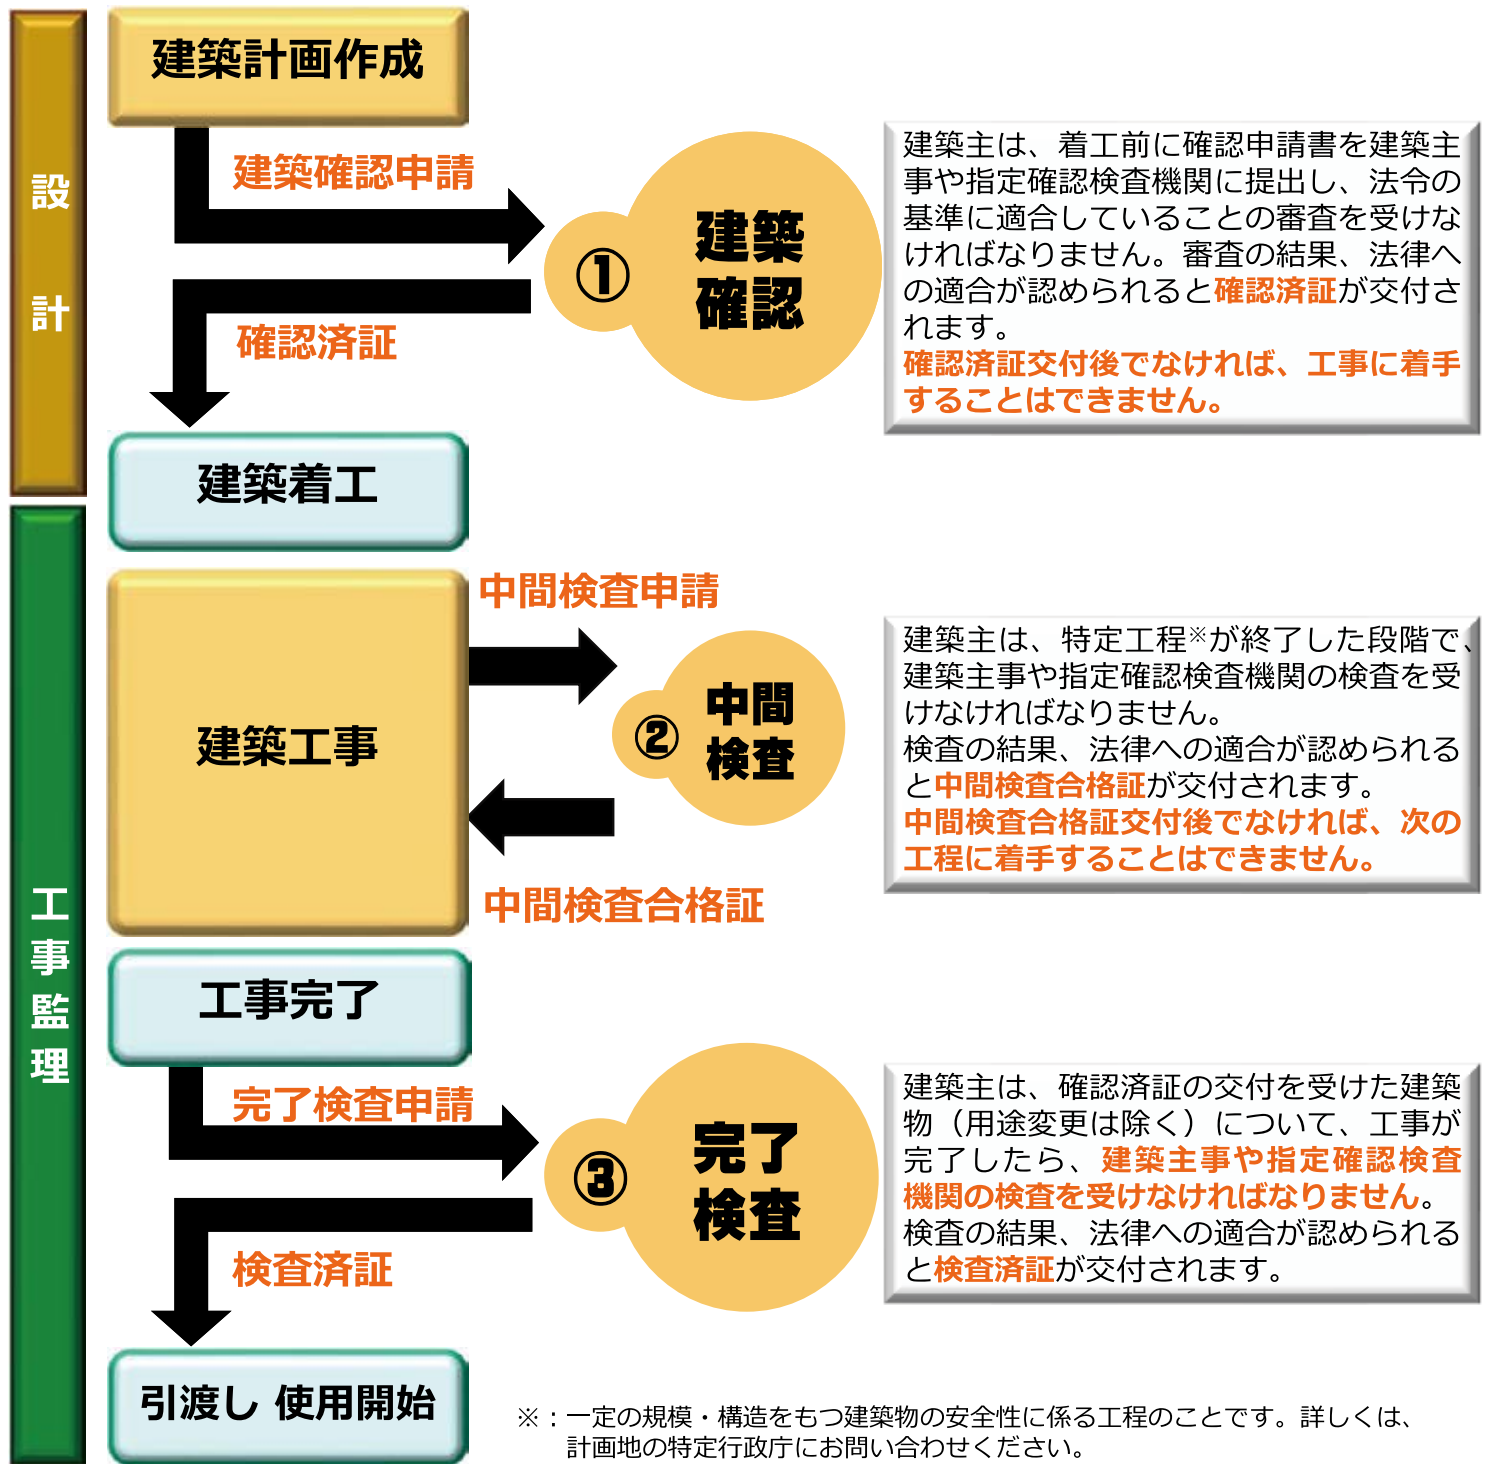 設計
建築計画作成
建築確認申請
①
建築
確認
確認済証
建築着工
建築主は、着工前に確認申請書を建築主
事や指定確認検査機関に提出し、法令の
基準に適合していることの審査を受けな
ければなりません。審査の結果、法律へ
の適合が認められると確認済証が交付さ
れます。
確認済証交付後でなければ、工事に着手
することはできません。
工事監理
建築工事
中間検査申請
②
中間
検査
中間検査合格証
建築主は、特定工程※が終了した段階で、
建築主事や指定確認検査機関の検査を受
けなければなりません。
検査の結果、法律への適合が認められる
と中間検査合格証が交付されます。
中間検査合格証交付後でなければ、次の
工程に着手することはできません。
工事完了
完了検査申請
③
完了
検査
検査済証
引渡し 使用開始
建築主は、確認済証の交付を受けた建築
物（用途変更は除く）について、工事が
完了したら、建築主事や指定確認検査
機関の検査を受けなければなりません。
検査の結果、法律への適合が認められる
と検査済証が交付されます。
※：一定の規模・構造をもつ建築物の安全性に係る工程のことです。詳しくは、
計画地の特定行政庁にお問い合わせください。